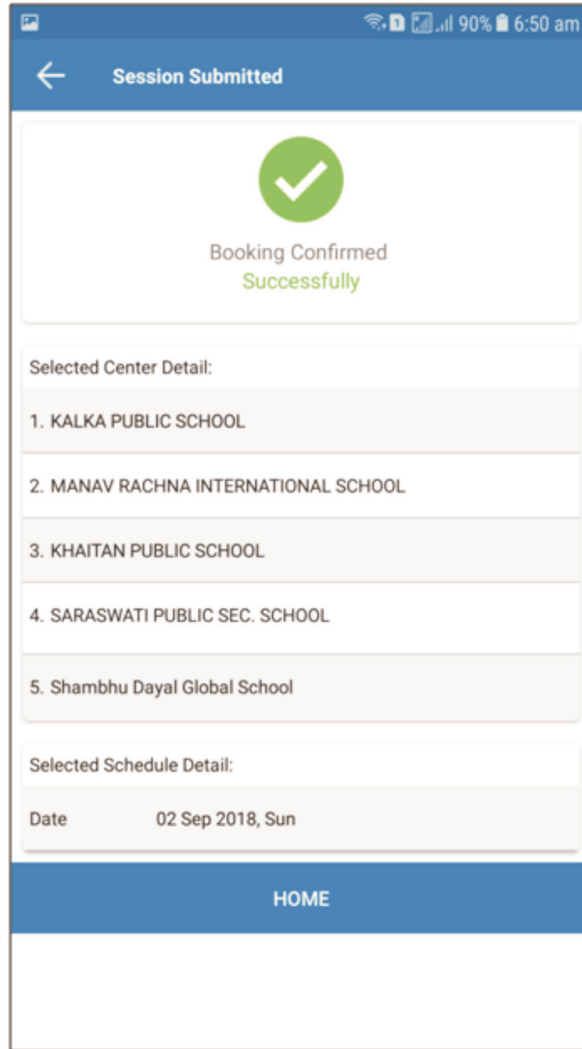 90% 6:50 am
Session Submitted
Booking Confirmed
Successfully
Selected Center Detail:
1. KALKA PUBLIC SCHOOL
2. MANAV RACHNA INTERNATIONAL SCHOOL
3. KHAITAN PUBLIC SCHOOL
4. SARASWATI PUBLIC SEC. SCHOOL
5. Shambhu Dayal Global School
Selected Schedule Detail:
Date 02 Sep 2018, Sun
HOME